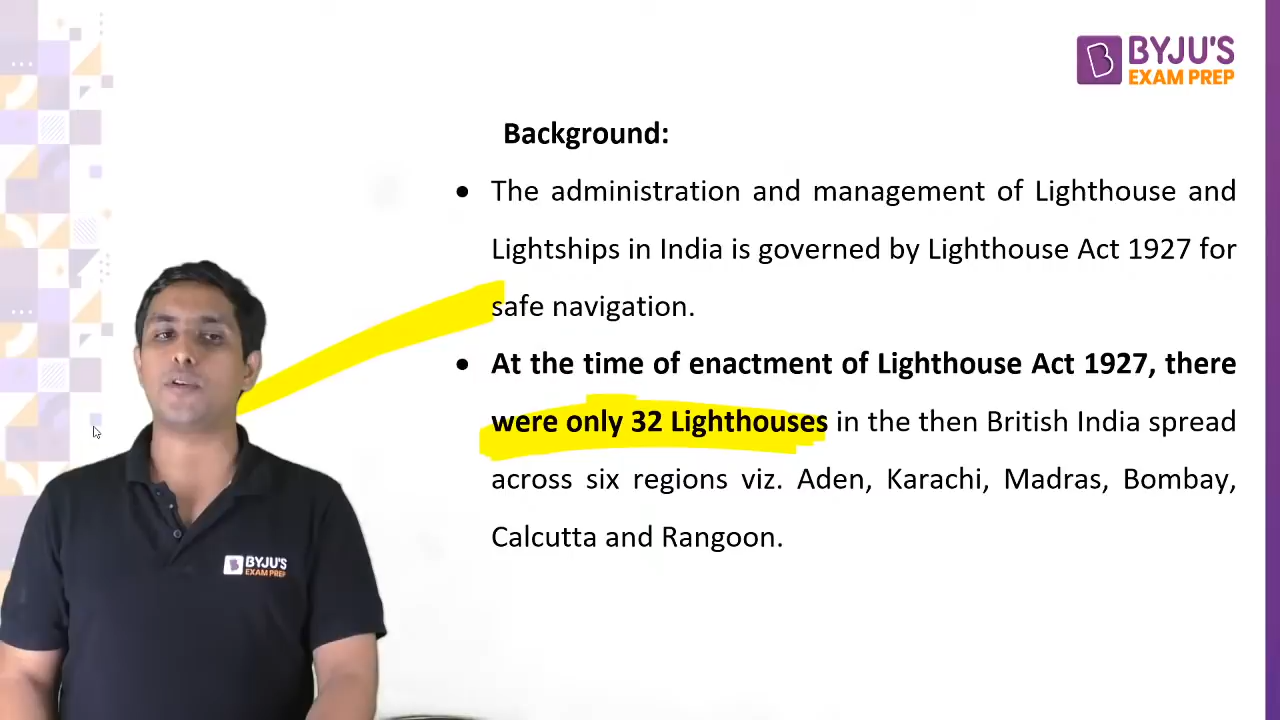 BYJU'S
EXAM PREP
Background:
• The administration and management of Lighthouse and
Lightships in India is governed by Lighthouse Act 1927 for
safe navigation.
• At the time of enactment of Lighthouse Act 1927, there
were only 32 Lighthouses in the then British India spread
across six regions viz. Aden, Karachi, Madras, Bombay,
Calcutta and Rangoon.
BYJU'S
EXAM PREP